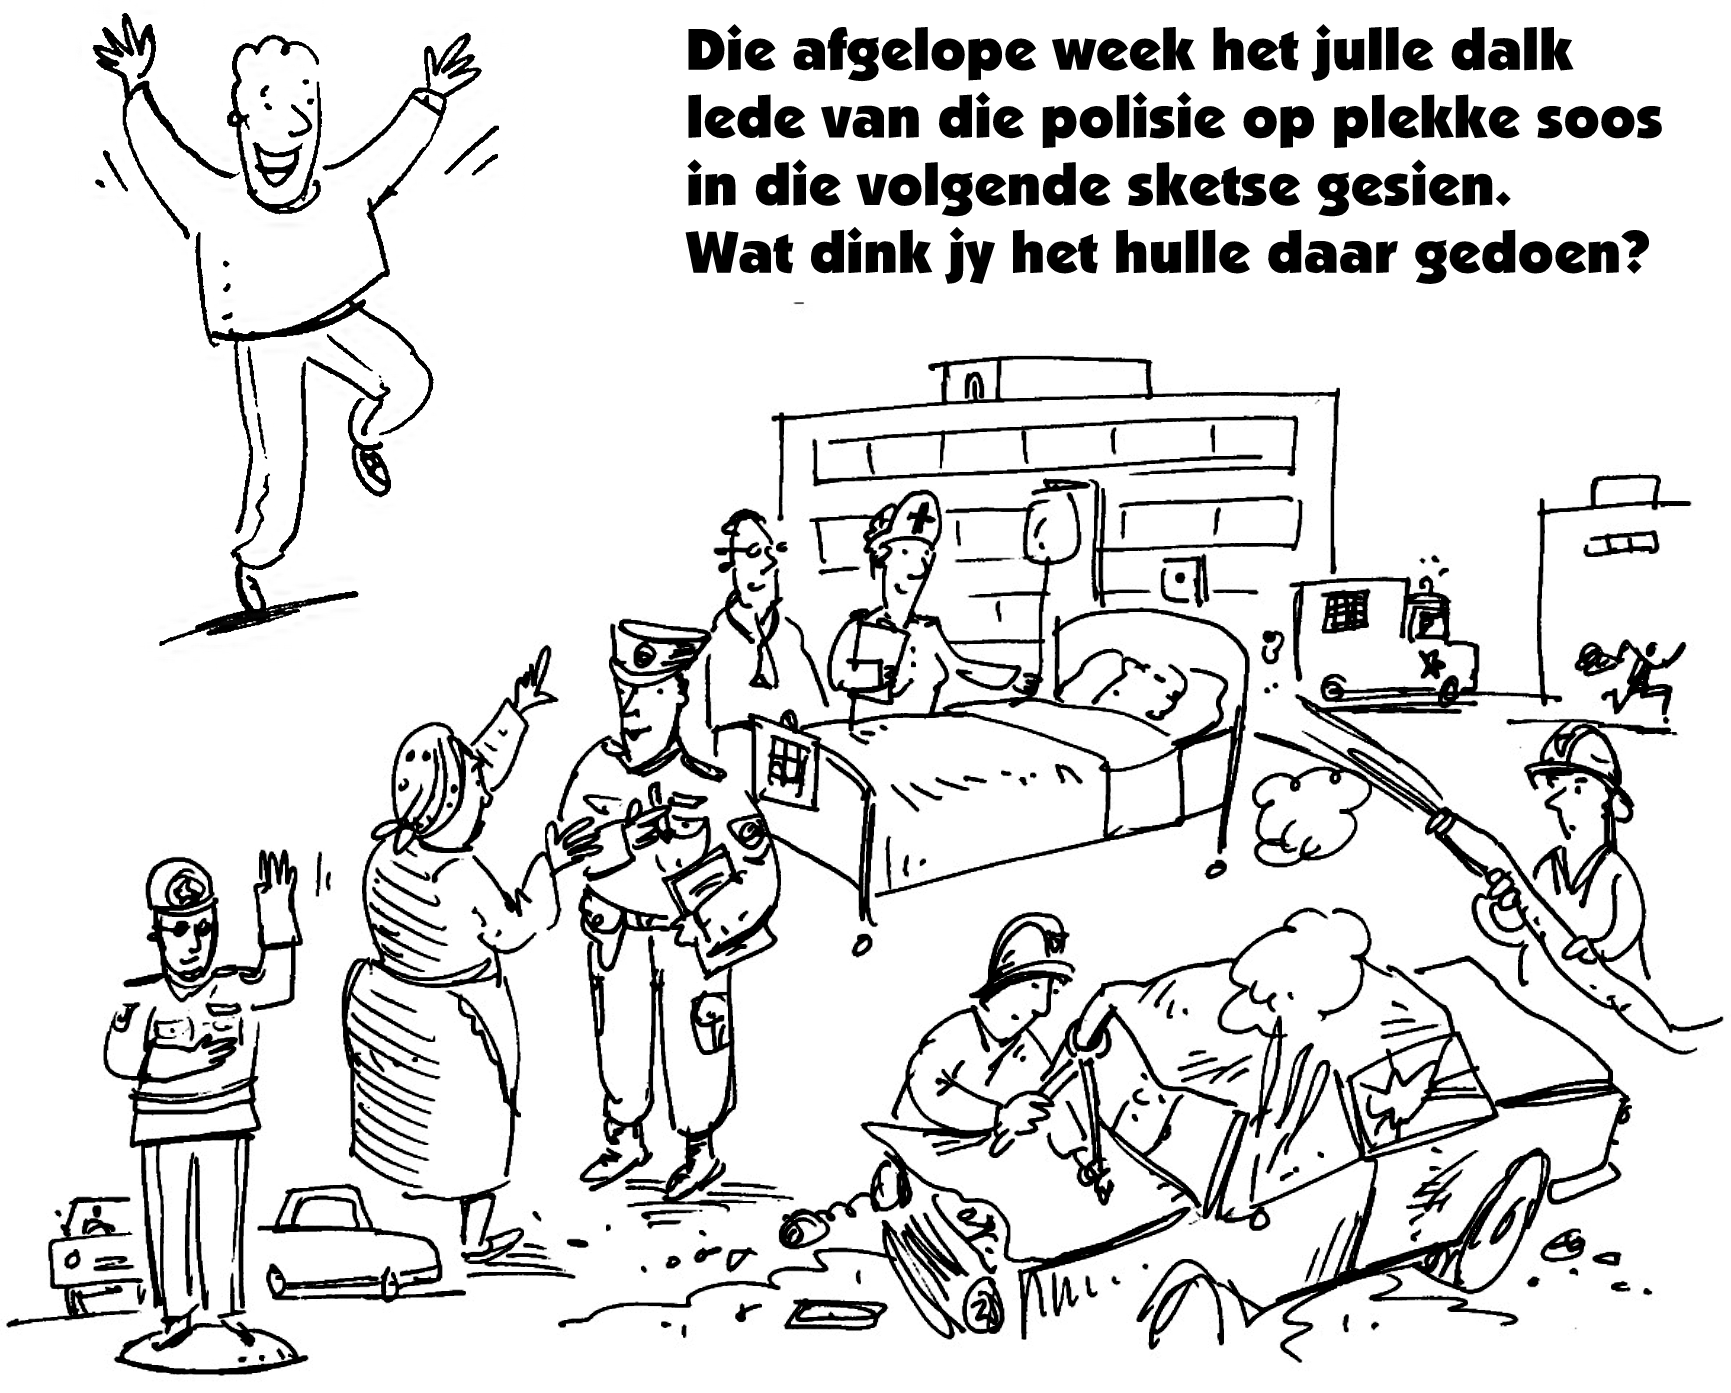 Die afgelope week het julle dalk
lede van die polisie op plekke soos
in die volgende sketse gesien.
Wat dink jy het hulle daar gedoen?